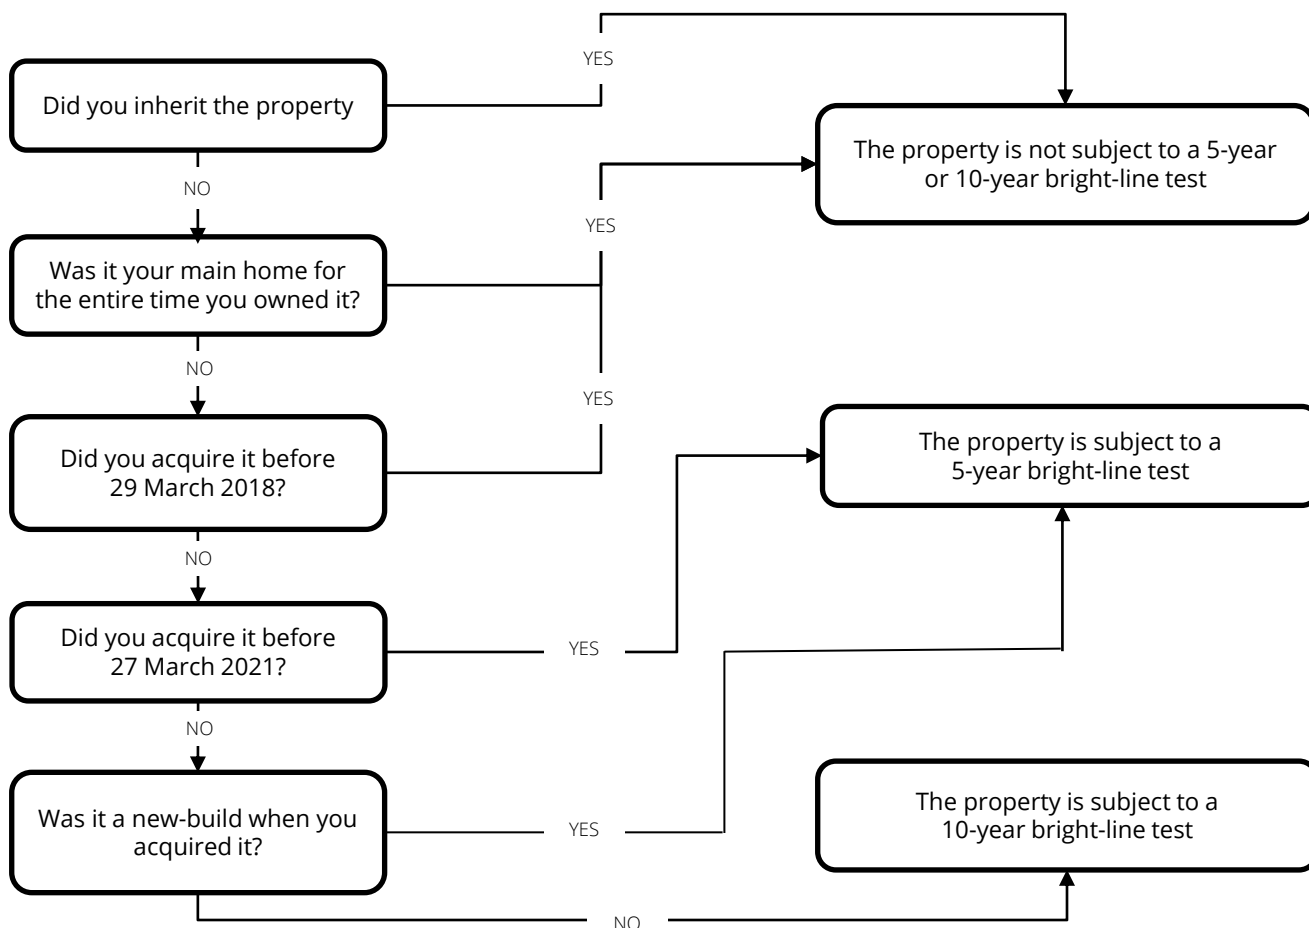 YES
Did you inherit the property
The property is not subject to a 5-year
or 10-year bright-line test
NO
YES
Was it your main home for
the entire time you owned it?
NO
YES
Did you acquire it before
29 March 2018?
The property is subject to a
5-year bright-line test
NO
Did you acquire it before
27 March 2021?
YES
NO
Was it a new-build when you
acquired it?
YES
The property is subject to a
10-year bright-line test
NO